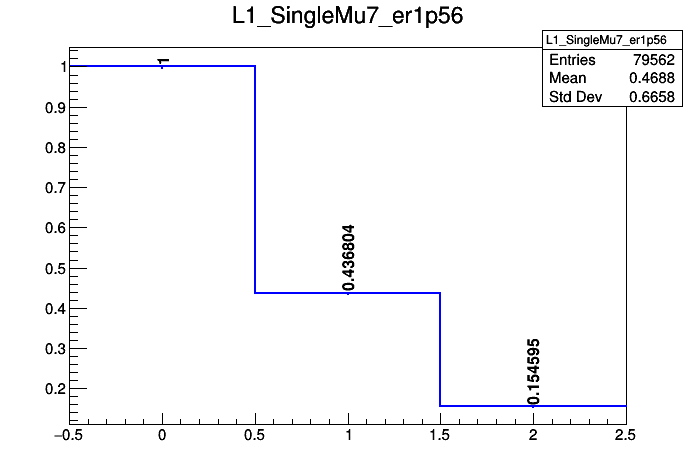 L1_SingleMu7_er1p56
L1_SingleMu7_er1p56
Entries 79562
Mean 0.4688
Std Dev 0.6658
1
0.9
0.8
0.7
0.6
0.5
0.4
0.3
0.2
1
0.436804
0.154595
−0.5 0 0.5 1 1.5 2 2.5